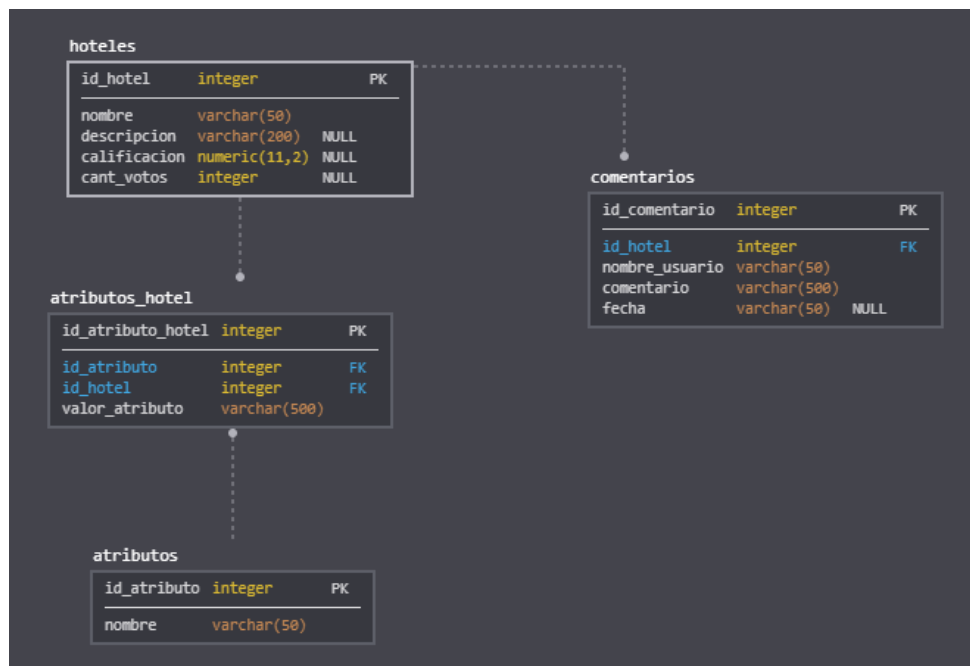 hoteles
id_hotel integer PK
nombre varchar(50)
descripcion varchar(200) NULL
calificacion numeric(11,2) NULL
cant_votos integer NULL
comentarios
id_comentario integer PK
id_hotel integer FK
nombre_usuario varchar(50)
comentario varchar(500)
fecha varchar(50) NULL
atributos_hotel
id_atributo_hotel integer PK
id_atributo integer FK
id_hotel integer FK
valor_atributo varchar(500)
atributos
id_atributo integer PK
nombre varchar(50)